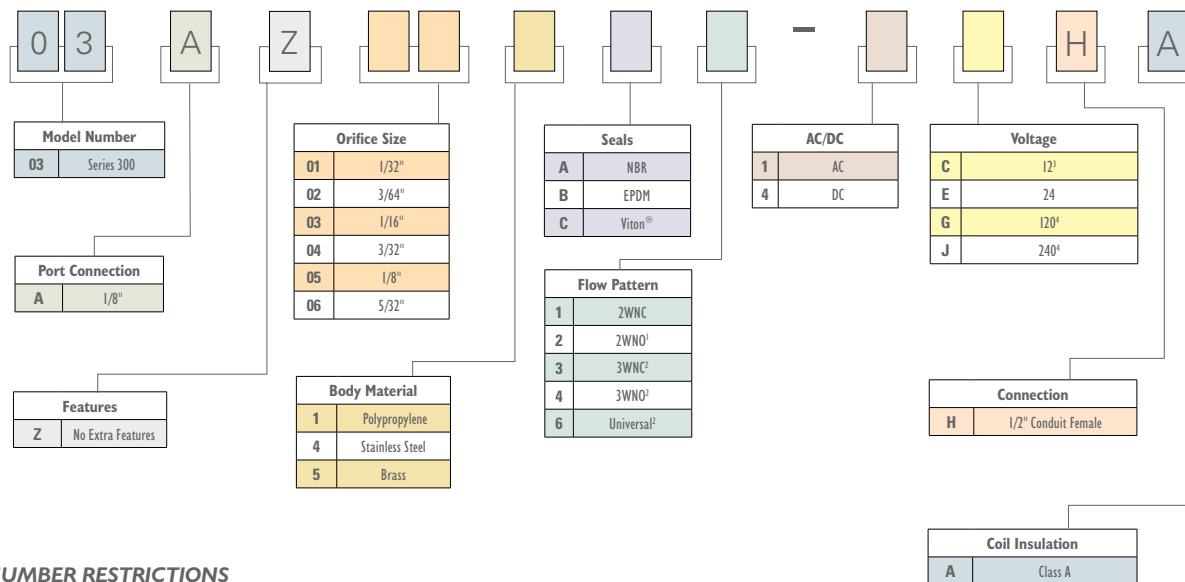 0 3 A Z – H A
Model Number
03 Series 300
Port Connection
A 1/8"
Features
Z No Extra Features
Orifice Size
01 1/32"
02 3/64"
03 1/16"
04 3/32"
05 1/8"
06 5/32"
Body Material
1 Polypropylene
4 Stainless Steel
5 Brass
Seals
A NBR
B EPDM
C Viton®
Flow Pattern
1 2WNC
2 2WNO¹
3 3WNC²
4 3WNO²
6 Universal²
AC/DC
1 AC
4 DC
Voltage
C 12³
E 24
G 120⁴
J 240⁴
Connection
H 1/2" Conduit Female
Coil Insulation
A Class A
UMBER RESTRICTIONS